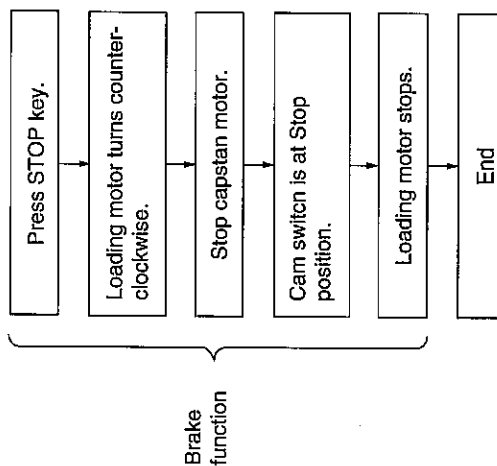 Press STOP key.
Loading motor turns counter-
clockwise.
Stop capstan motor.
Cam switcn is at Stop
position.
Loading motor stops.
End
Brake
function